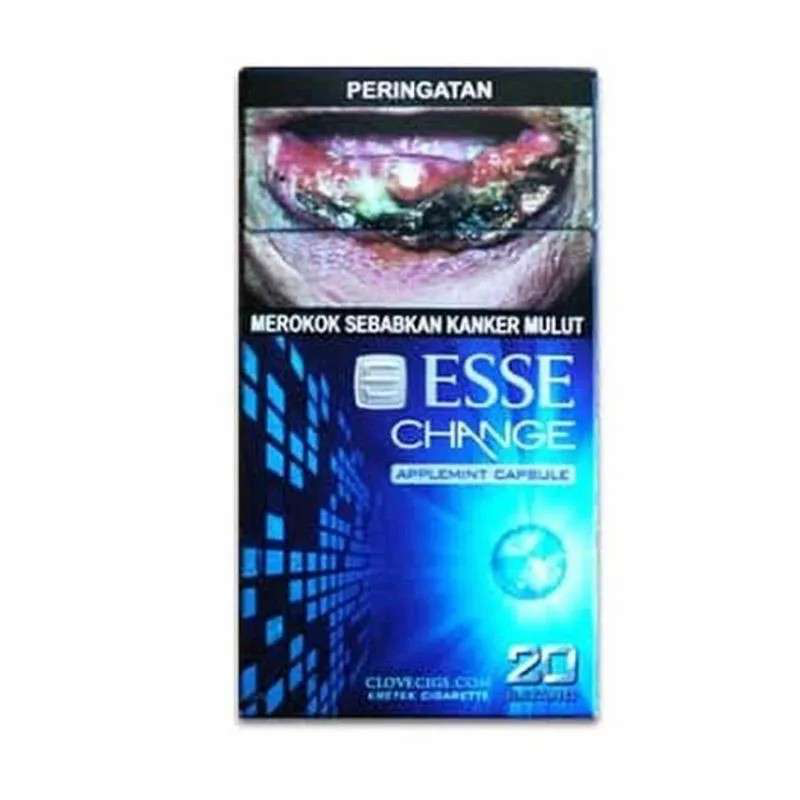 PERINGATAN
MEROKOK SEBABKAN KANKER MULUT
ESSE
CHANGE
APPLEMINT CAPSULE
20
CLOVECIGS.COM
KRETEK CIGARETTE